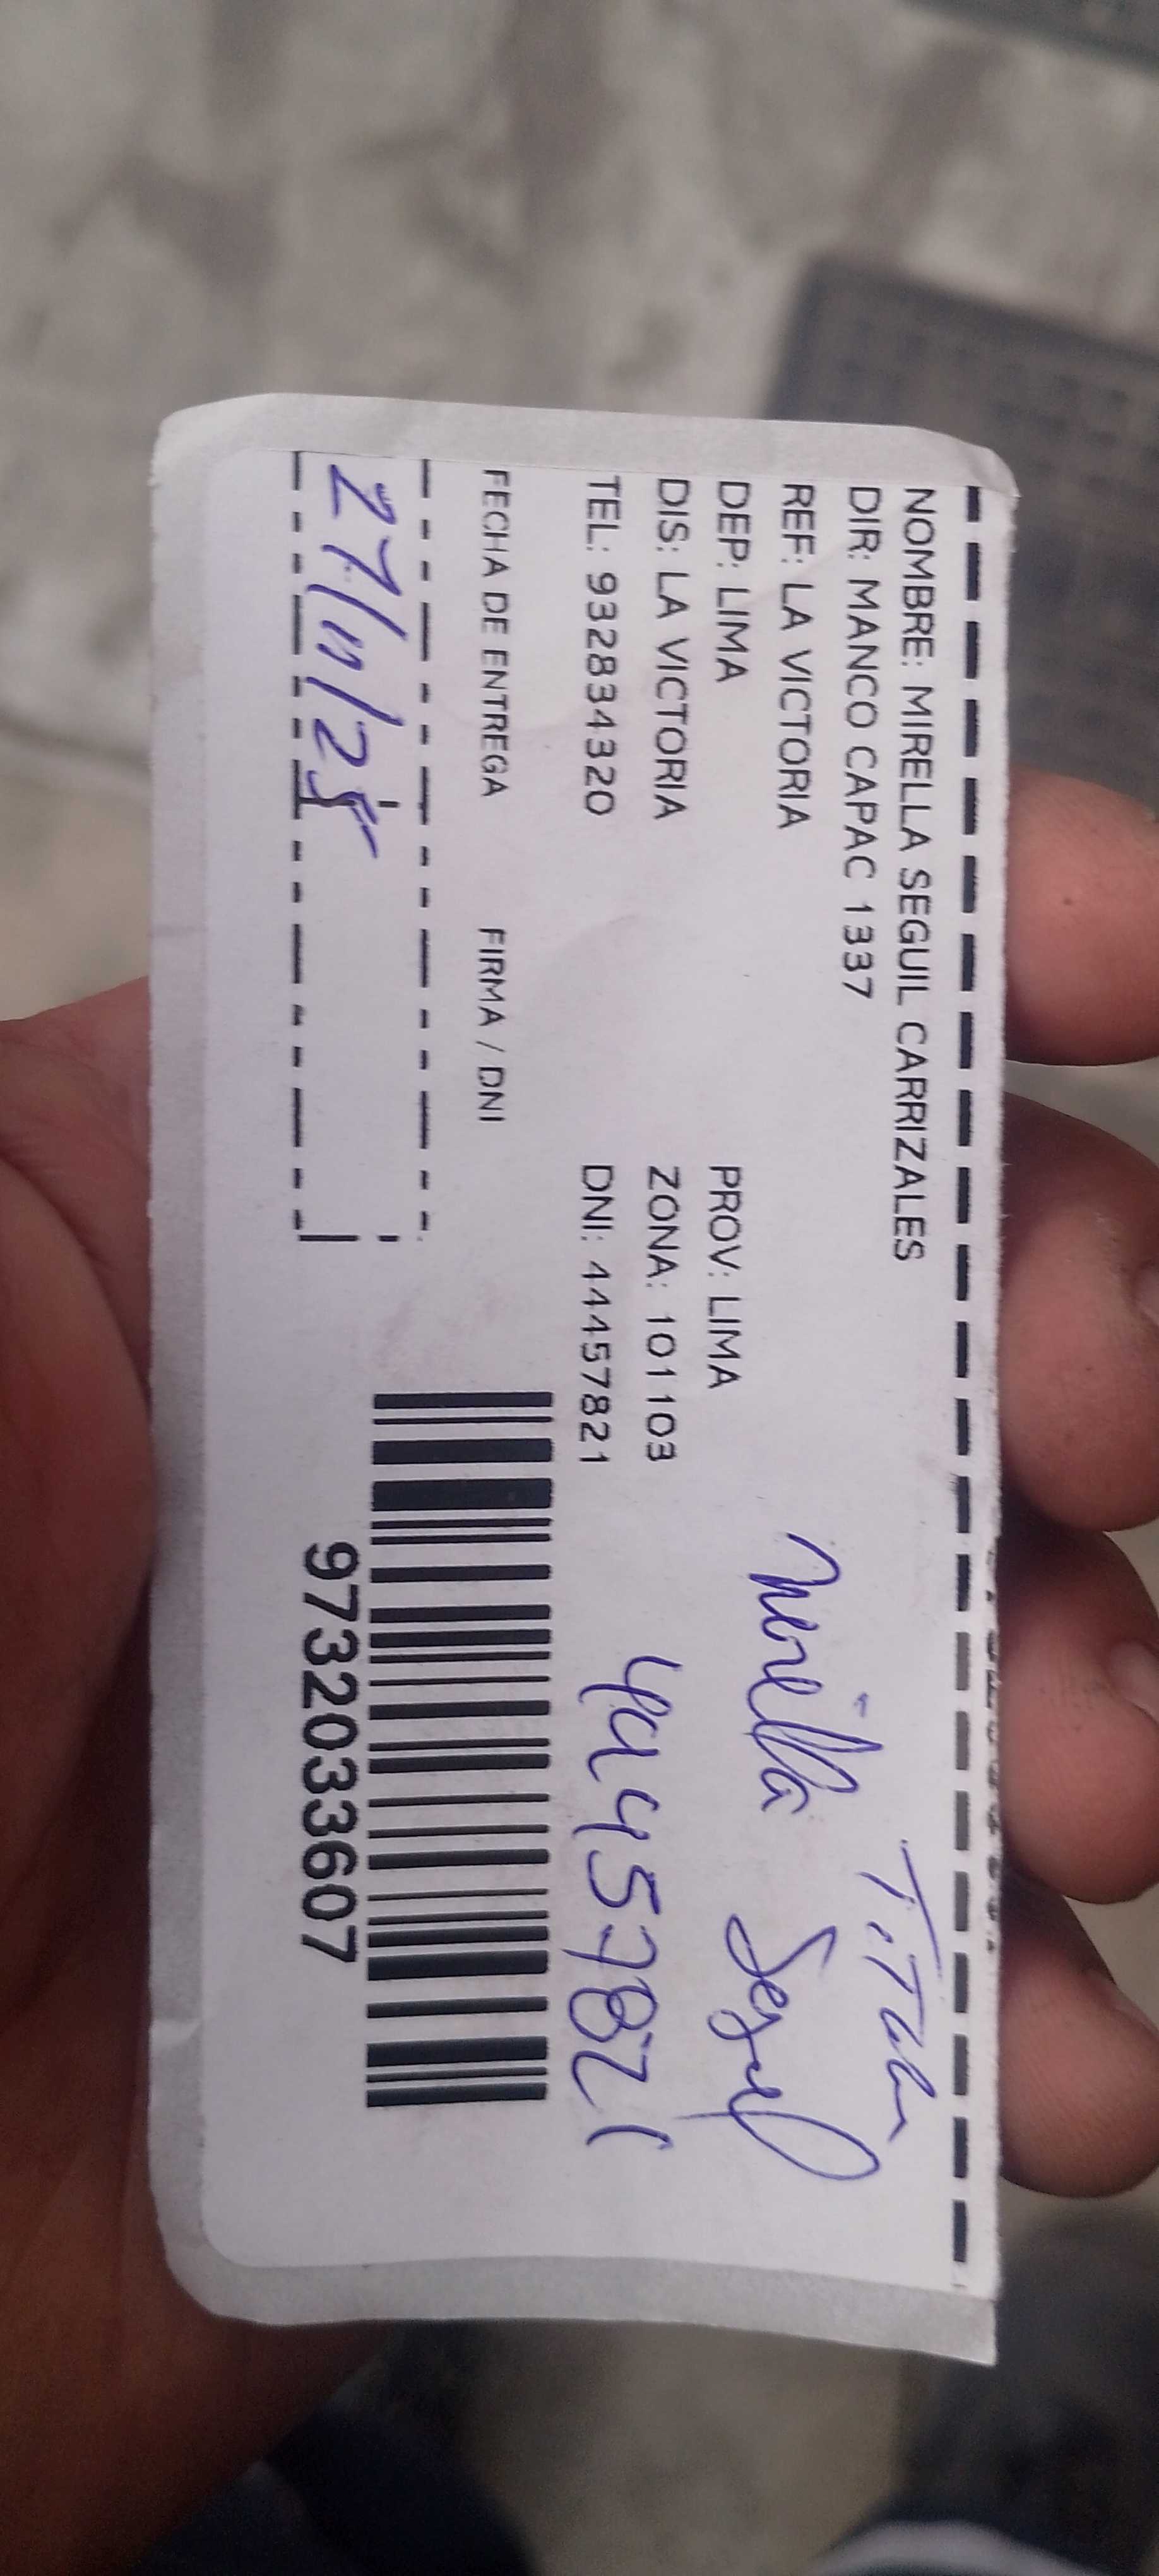 NOMBRE: MIRELLA SEGUIL CARRIZALES
DIR: MANCO CAPAC 1337
REF: LA VICTORIA
DEP: LIMA PROV: LIMA
DIS: LA VICTORIA ZONA: 101103
TEL: 932834320 DNI: 44457821
Titular
Mirella Seguil
44457821
FECHA DE ENTREGA FIRMA / DNI
27/11/25
9732033607